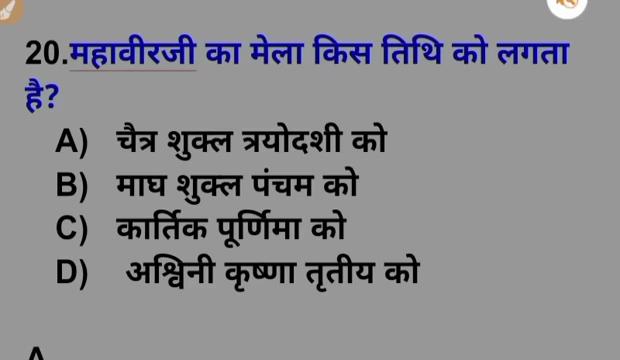 20.महावीरजी का मेला किस तिथि को लगता
है?
A) चैत्र शुक्ल त्रयोदशी को
B) माघ शुक्ल पंचम को
C) कार्तिक पूर्णिमा को
D) अश्विनी कृष्णा तृतीय को